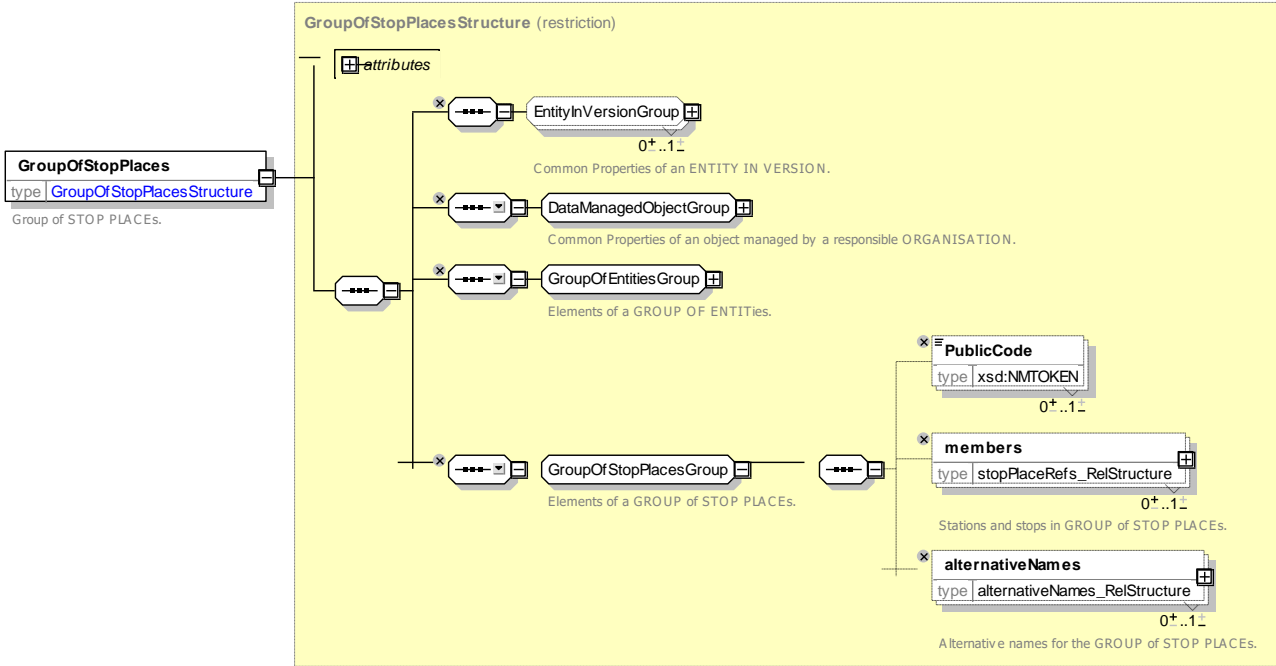 GroupOfStopPlacesStructure (restriction)
attributes
EntityInVersionGroup
0..1
Common Properties of an ENTITY IN VERSION.
GroupOfStopPlaces
type GroupOfStopPlacesStructure
Group of STOP PLACEs.
DataManagedObjectGroup
Common Properties of an object managed by a responsible ORGANISATION.
GroupOfEntitiesGroup
Elements of a GROUP OF ENTITies.
PublicCode
type xsd:NMTOKEN
0..1
members
type stopPlaceRefs_RelStructure
0..1
Stations and stops in GROUP of STOP PLACEs.
GroupOfStopPlacesGroup
Elements of a GROUP of STOP PLACEs.
alternativeNames
type alternativeNames_RelStructure
0..1
Alternative names for the GROUP of STOP PLACEs.